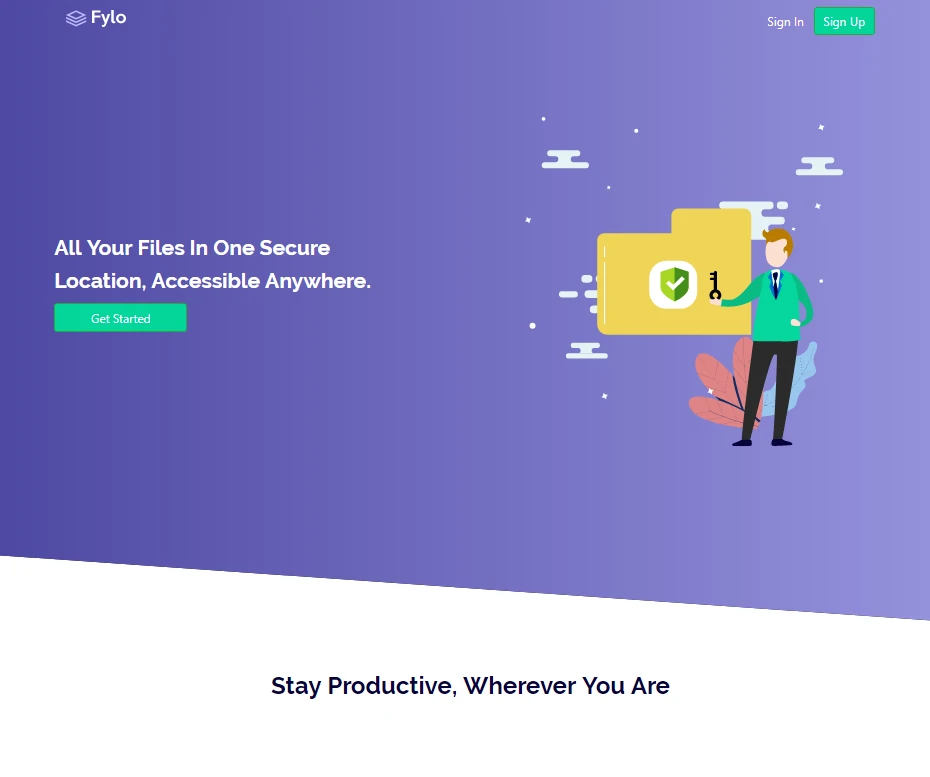 Fylo
Sign In
Sign Up
All Your Files In One Secure
Location, Accessible Anywhere.
Get Started
Stay Productive, Wherever You Are